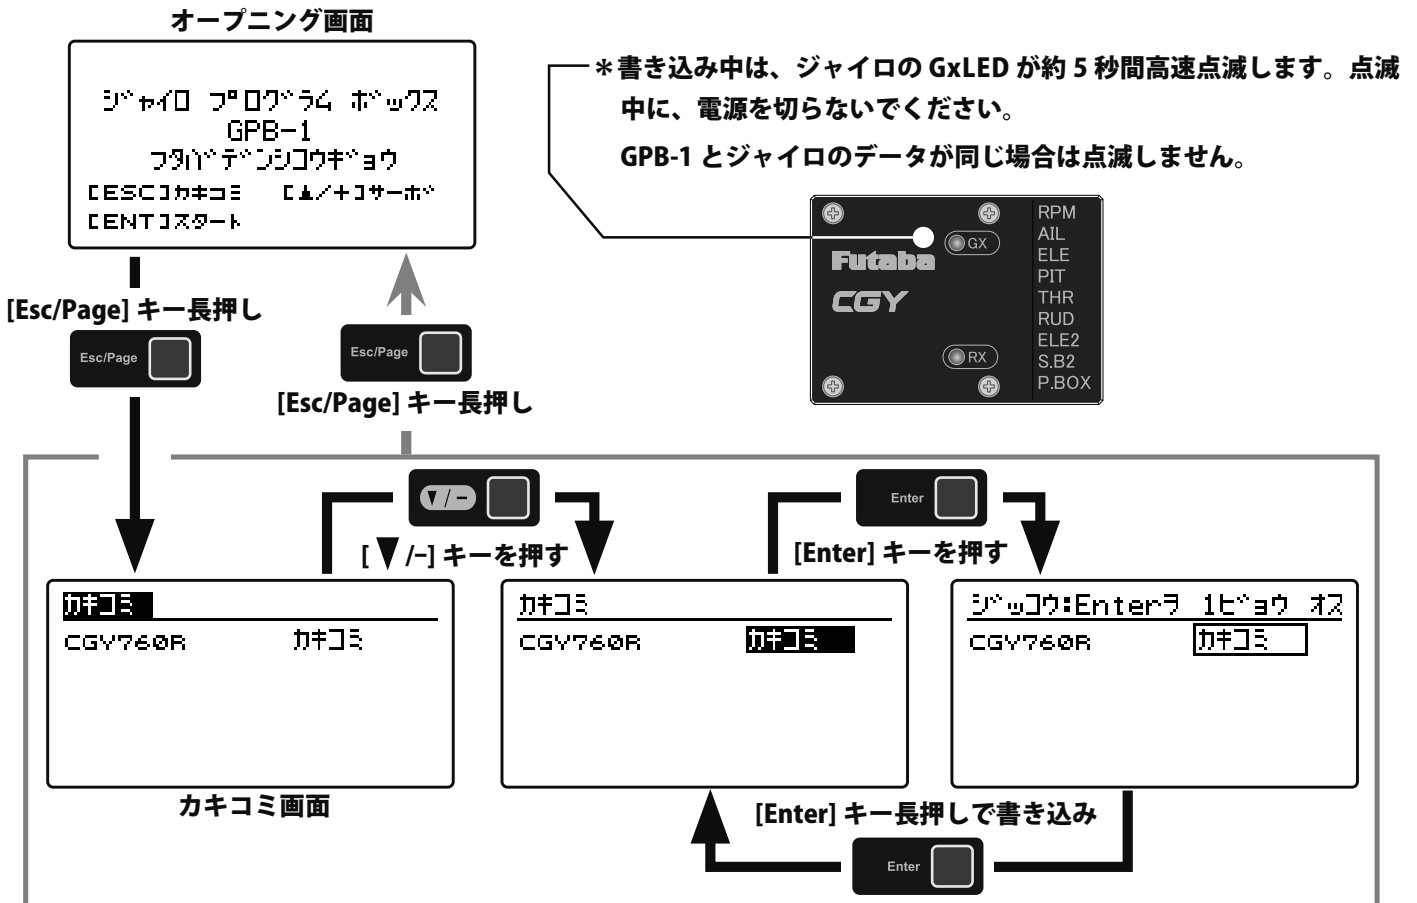 オープニング画面
ジャイロ プログラム ボックス
GPB-1
フタバデンシコウギョウ
[ESC]カキコミ [▲/+]サーボ
[ENT]スタート
＊書き込み中は、ジャイロの GxLED が約 5 秒間高速点滅します。点滅
中に、電源を切らないでください。
GPB-1 とジャイロのデータが同じ場合は点滅しません。
Futaba
CGY
GX
RX
RPM
AIL
ELE
PIT
THR
RUD
ELE2
S.B2
P.BOX
[Esc/Page] キー長押し
Esc/Page
Esc/Page
[Esc/Page] キー長押し
▼/−
[ ▼ /−] キーを押す
Enter
[Enter] キーを押す
カキコミ
CGY760R カキコミ
カキコミ画面
カキコミ
CGY760R カキコミ
ジッコウ:Enterヲ 1ビョウ オス
CGY760R カキコミ
[Enter] キー長押しで書き込み
Enter